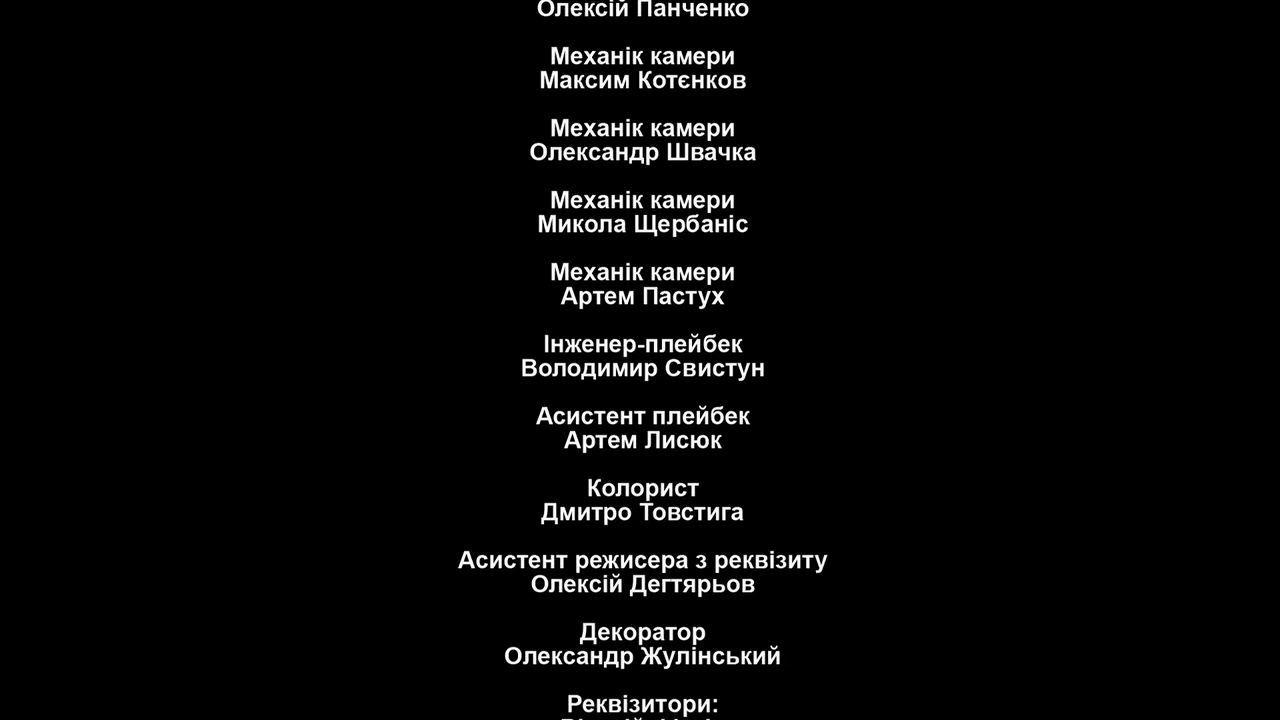 Олексій Панченко
Механік камери
Максим Котєнков
Механік камери
Олександр Швачка
Механік камери
Микола Щербаніс
Механік камери
Артем Пастух
Інженер-плейбек
Володимир Свистун
Асистент плейбек
Артем Лисюк
Колорист
Дмитро Товстига
Асистент режисера з реквізиту
Олексій Дегтярьов
Декоратор
Олександр Жулінський
Реквізитори: